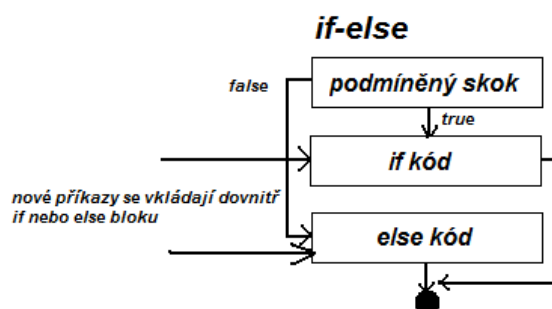 if-else
podmíněný skok
false
true
if kód
nové příkazy se vkládají dovnitř
if nebo else bloku
else kód